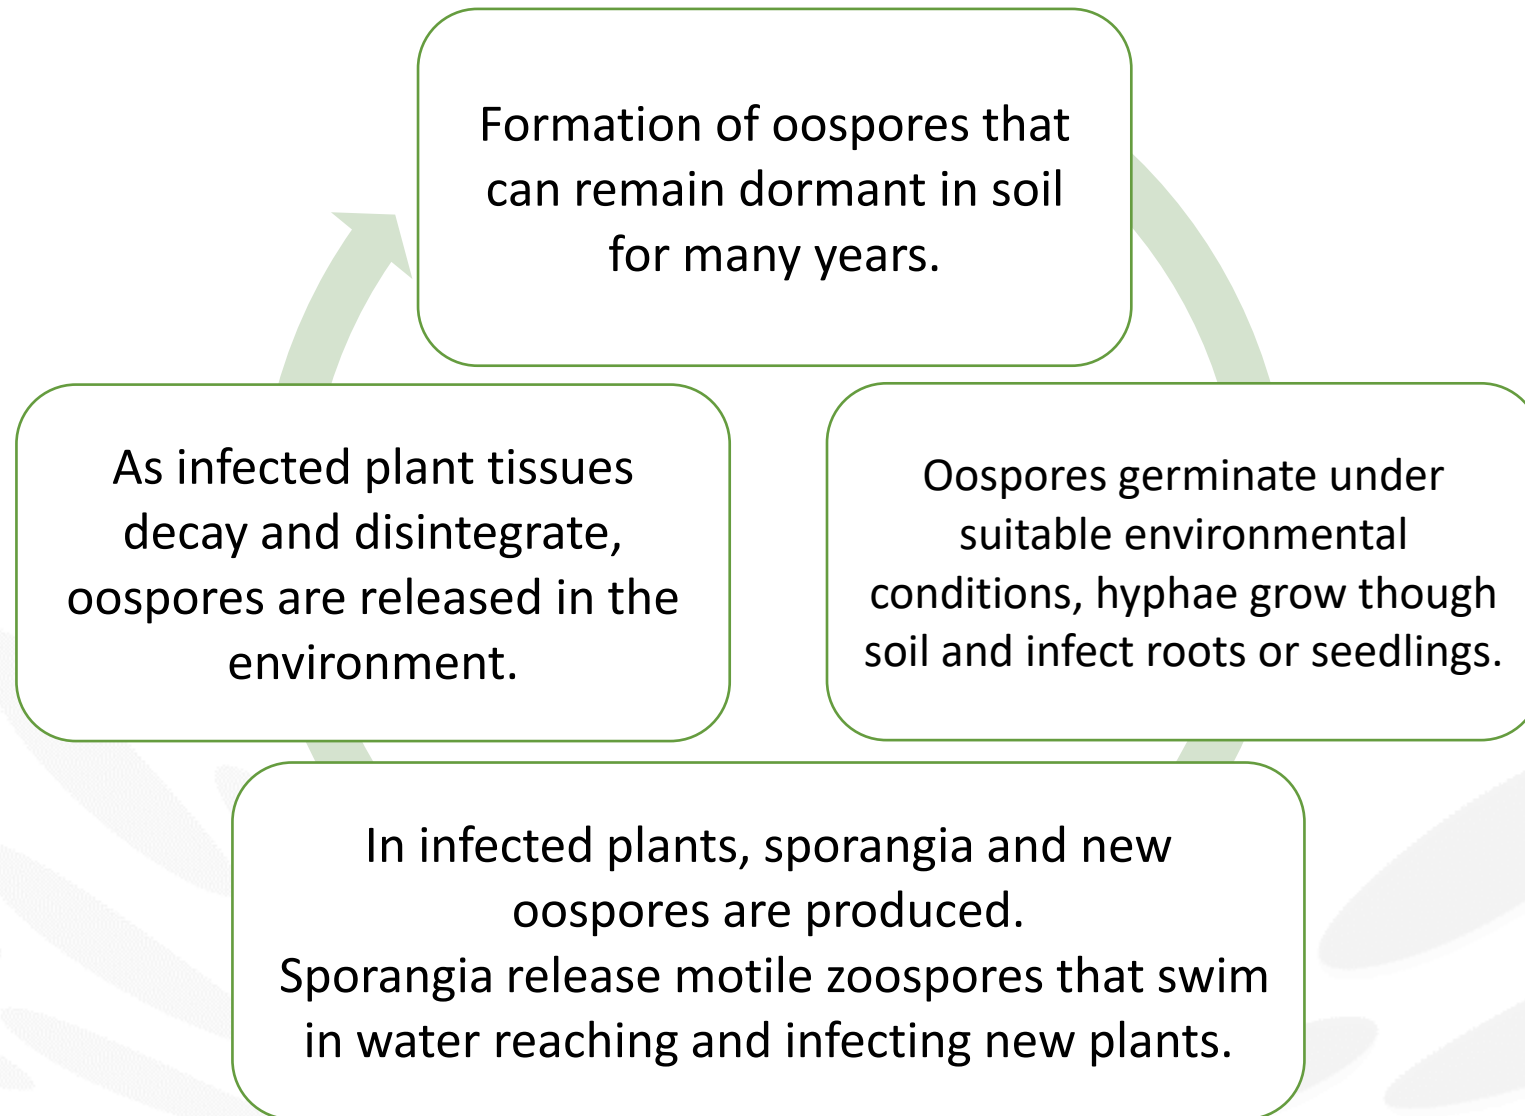 Formation of oospores that
can remain dormant in soil
for many years.
Oospores germinate under
suitable environmental
conditions, hyphae grow though
soil and infect roots or seedlings.
In infected plants, sporangia and new
oospores are produced.
Sporangia release motile zoospores that swim
in water reaching and infecting new plants.
As infected plant tissues
decay and disintegrate,
oospores are released in the
environment.